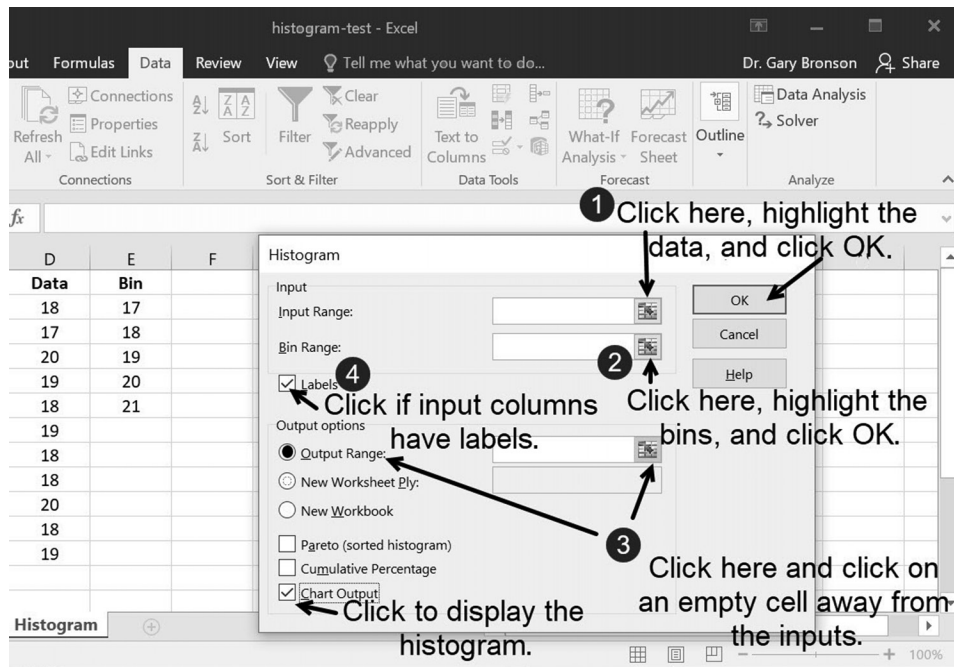 histogram-test - Excel
out Formulas Data Review View Tell me what you want to do... Dr. Gary Bronson Share
Refresh All
Connections
Properties
Edit Links
Connections
Sort
Filter
Clear
Reapply
Advanced
Sort & Filter
Text to Columns
Data Tools
What-If Analysis
Forecast Sheet
Forecast
Outline
Data Analysis
Solver
Analyze
fx
1 Click here, highlight the
data, and click OK.
D E F
Data Bin
18 17
17 18
20 19
19 20
18 21
19
18
18
20
18
19
Histogram
Input
Input Range:
Bin Range:
OK
Cancel
Help
2
Click here, highlight the
bins, and click OK.
4
Labels
Click if input columns
have labels.
Output options
Output Range:
New Worksheet Ply:
New Workbook
3
Pareto (sorted histogram)
Cumulative Percentage
Chart Output
Click to display the
histogram.
Click here and click on
an empty cell away from
the inputs.
Histogram
100%